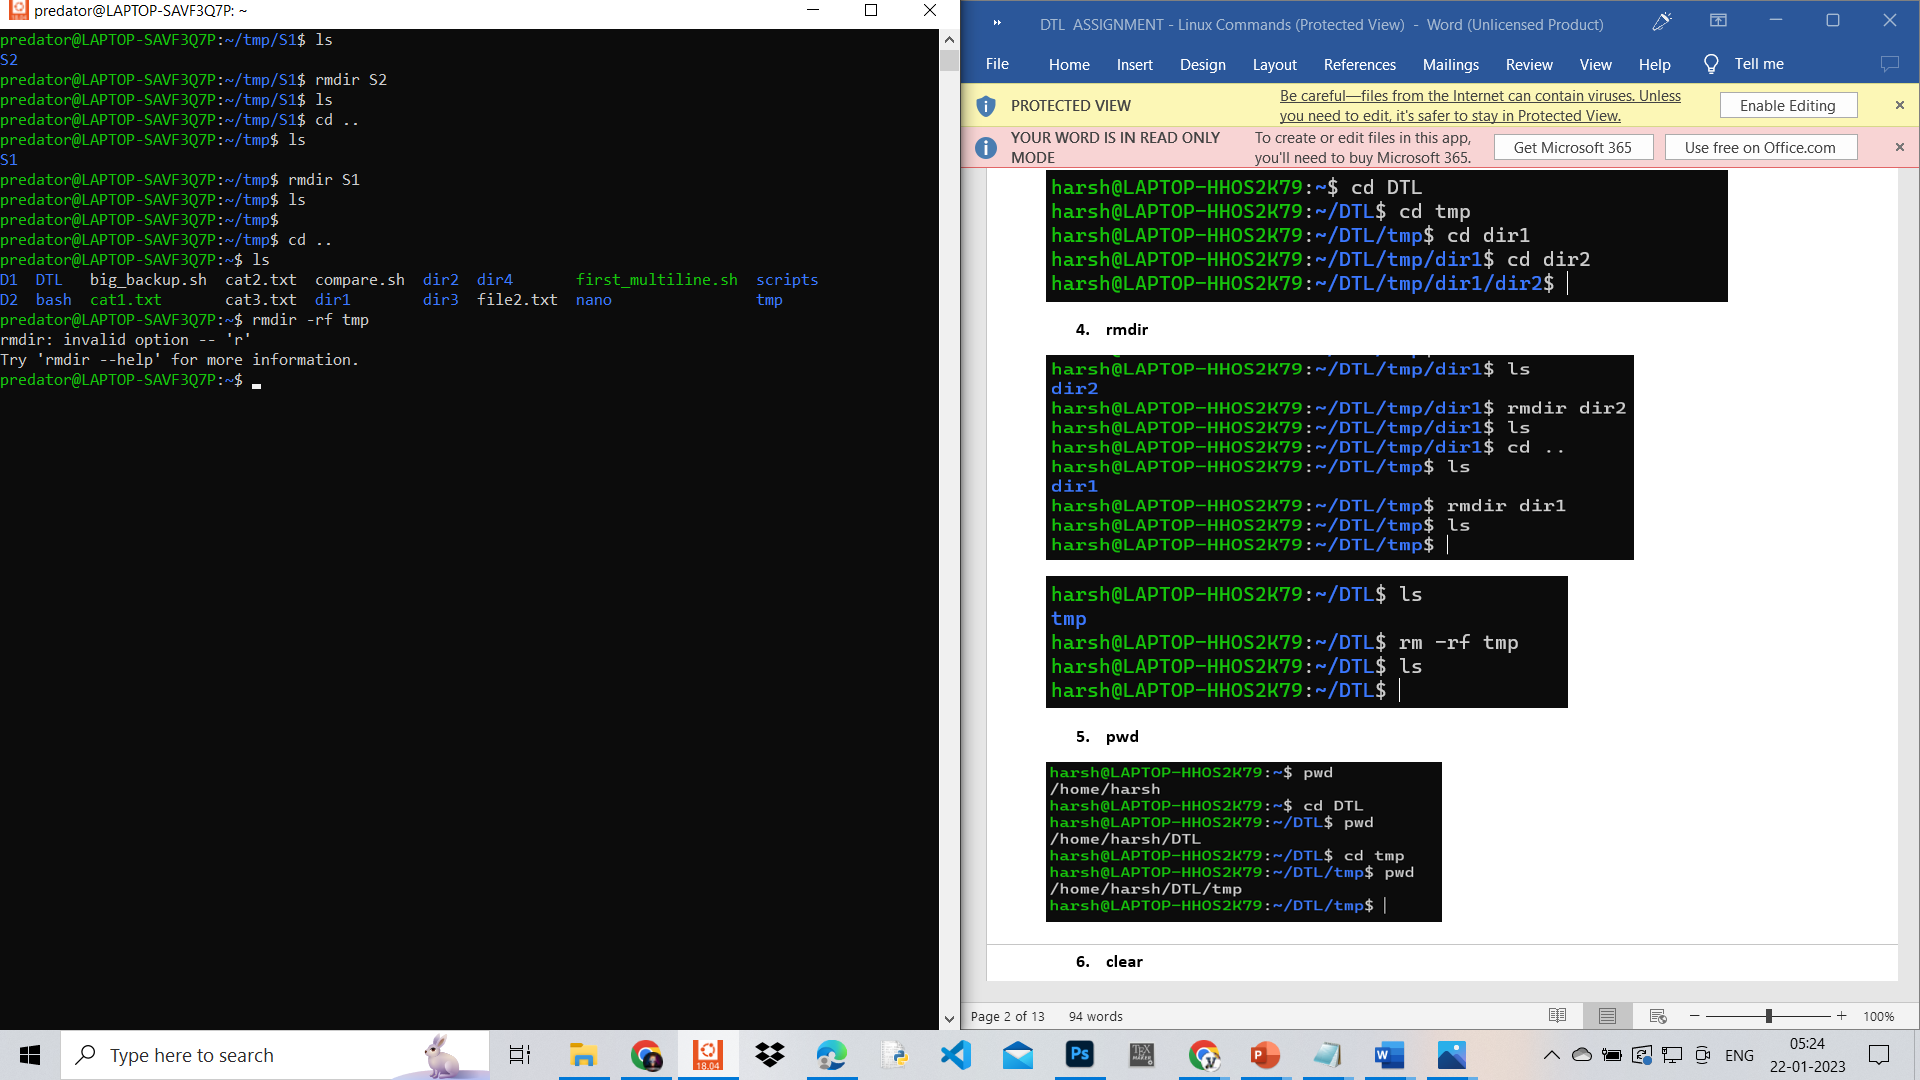 predator@LAPTOP-SAVF3Q7P: ~
predator@LAPTOP-SAVF3Q7P:~/tmp/S1$ ls
S2
predator@LAPTOP-SAVF3Q7P:~/tmp/S1$ rmdir S2
predator@LAPTOP-SAVF3Q7P:~/tmp/S1$ ls
predator@LAPTOP-SAVF3Q7P:~/tmp/S1$ cd ..
predator@LAPTOP-SAVF3Q7P:~/tmp$ ls
S1
predator@LAPTOP-SAVF3Q7P:~/tmp$ rmdir S1
predator@LAPTOP-SAVF3Q7P:~/tmp$ ls
predator@LAPTOP-SAVF3Q7P:~/tmp$
predator@LAPTOP-SAVF3Q7P:~/tmp$ cd ..
predator@LAPTOP-SAVF3Q7P:~$ ls
D1 DTL big_backup.sh cat2.txt compare.sh dir2 dir4 first_multiline.sh scripts
D2 bash cat1.txt cat3.txt dir1 dir3 file2.txt nano tmp
predator@LAPTOP-SAVF3Q7P:~$ rmdir -rf tmp
rmdir: invalid option -- 'r'
Try 'rmdir --help' for more information.
predator@LAPTOP-SAVF3Q7P:~$
DTL ASSIGNMENT - Linux Commands (Protected View) - Word (Unlicensed Product)
File Home Insert Design Layout References Mailings Review View Help Tell me
PROTECTED VIEW
Be careful—files from the Internet can contain viruses. Unless
you need to edit, it's safer to stay in Protected View.
Enable Editing
YOUR WORD IS IN READ ONLY
MODE
To create or edit files in this app,
you'll need to buy Microsoft 365.
Get Microsoft 365
Use free on Office.com
harsh@LAPTOP-HHOS2K79:~$ cd DTL
harsh@LAPTOP-HHOS2K79:~/DTL$ cd tmp
harsh@LAPTOP-HHOS2K79:~/DTL/tmp$ cd dir1
harsh@LAPTOP-HHOS2K79:~/DTL/tmp/dir1$ cd dir2
harsh@LAPTOP-HHOS2K79:~/DTL/tmp/dir1/dir2$
4. rmdir
harsh@LAPTOP-HHOS2K79:~/DTL/tmp/dir1$ ls
dir2
harsh@LAPTOP-HHOS2K79:~/DTL/tmp/dir1$ rmdir dir2
harsh@LAPTOP-HHOS2K79:~/DTL/tmp/dir1$ ls
harsh@LAPTOP-HHOS2K79:~/DTL/tmp/dir1$ cd ..
harsh@LAPTOP-HHOS2K79:~/DTL/tmp$ ls
dir1
harsh@LAPTOP-HHOS2K79:~/DTL/tmp$ rmdir dir1
harsh@LAPTOP-HHOS2K79:~/DTL/tmp$ ls
harsh@LAPTOP-HHOS2K79:~/DTL/tmp$
harsh@LAPTOP-HHOS2K79:~/DTL$ ls
tmp
harsh@LAPTOP-HHOS2K79:~/DTL$ rm -rf tmp
harsh@LAPTOP-HHOS2K79:~/DTL$ ls
harsh@LAPTOP-HHOS2K79:~/DTL$
5. pwd
harsh@LAPTOP-HHOS2K79:~$ pwd
/home/harsh
harsh@LAPTOP-HHOS2K79:~$ cd DTL
harsh@LAPTOP-HHOS2K79:~/DTL$ pwd
/home/harsh/DTL
harsh@LAPTOP-HHOS2K79:~/DTL$ cd tmp
harsh@LAPTOP-HHOS2K79:~/DTL/tmp$ pwd
/home/harsh/DTL/tmp
harsh@LAPTOP-HHOS2K79:~/DTL/tmp$
6. clear
Page 2 of 13 94 words
100%
Type here to search
18.04
Ps
TEX
MAKER
ENG
05:24
22-01-2023